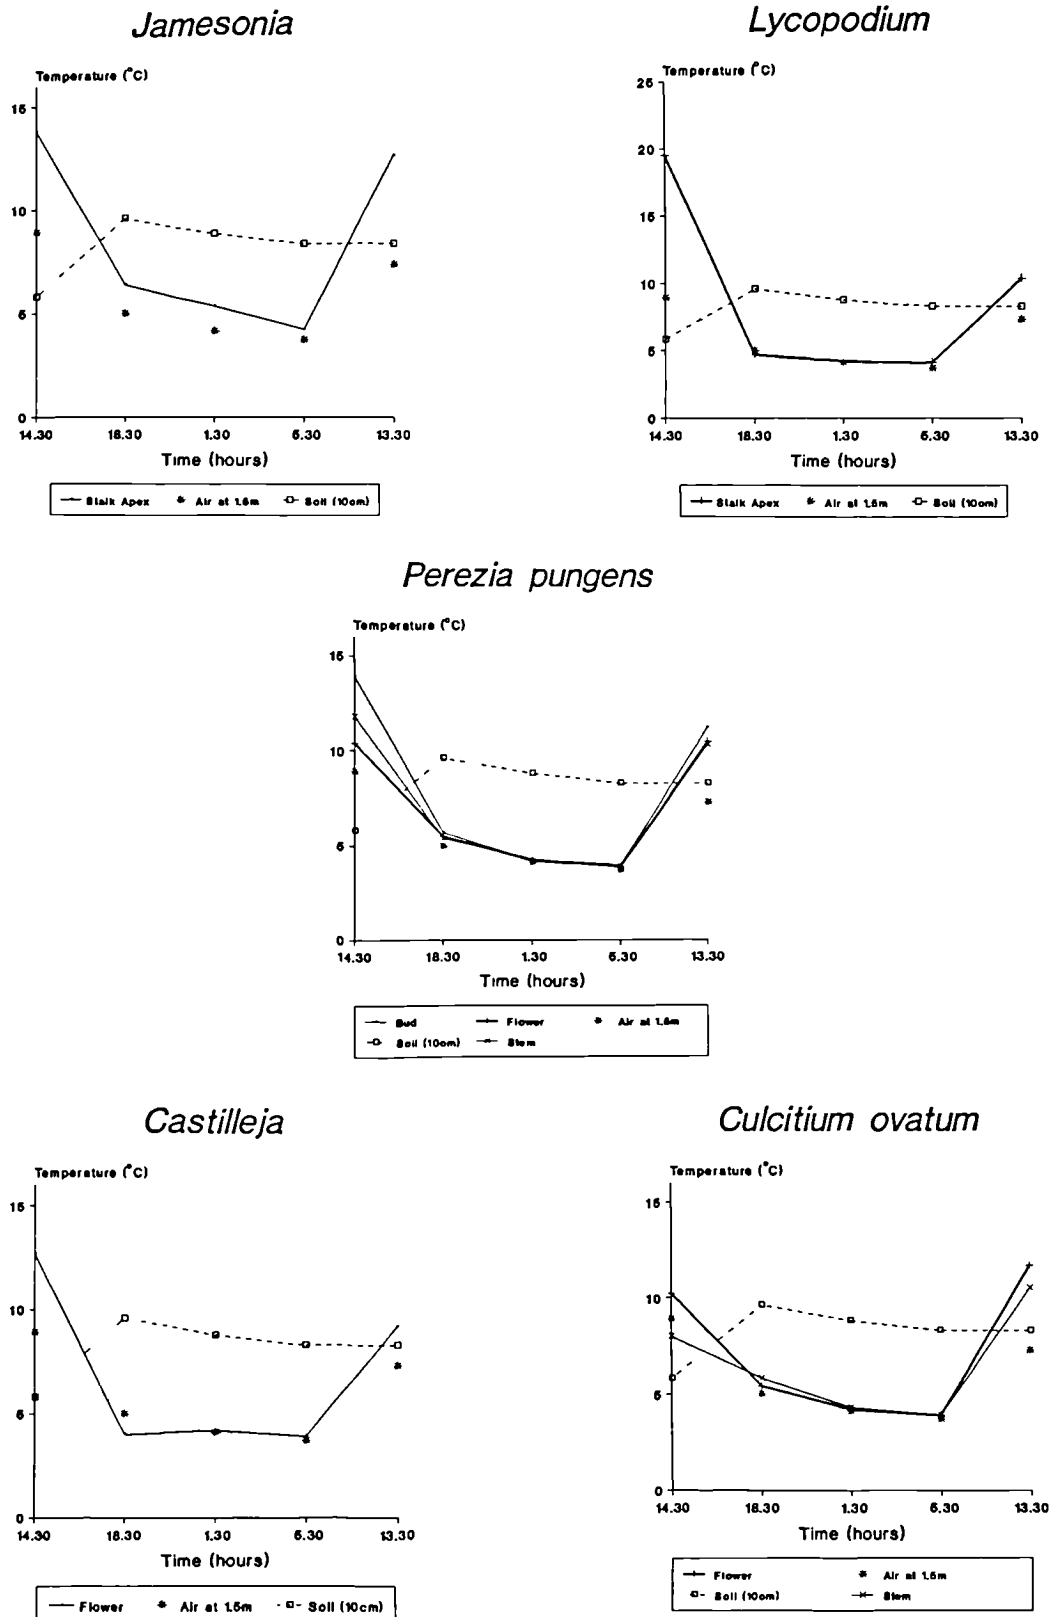 Jamesonia
Temperature (°C)
15
10
5
0
14.30 18.30 1.30 6.30 13.30
Time (hours)
Stalk Apex Air at 1.5m Soil (10cm)
Lycopodium
Temperature (°C)
25
20
15
10
5
0
14.30 18.30 1.30 6.30 13.30
Time (hours)
Stalk Apex Air at 1.5m Soil (10cm)
Perezia pungens
Temperature (°C)
15
10
5
0
14.30 18.30 1.30 6.30 13.30
Time (hours)
Bud Flower Air at 1.5m
Soil (10cm) Stem
Castilleja
Temperature (°C)
15
10
5
0
14.30 18.30 1.30 6.30 13.30
Time (hours)
Flower Air at 1.5m Soil (10cm)
Culcitium ovatum
Temperature (°C)
15
10
5
0
14.30 18.30 1.30 6.30 13.30
Time (hours)
Flower Air at 1.5m
Soil (10cm) Stem